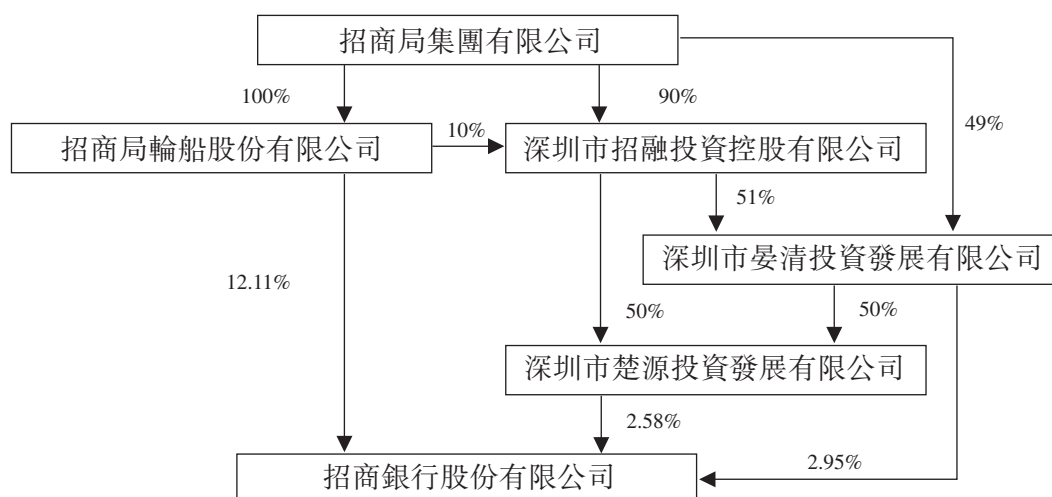 招商局集團有限公司
100%
90%
49%
招商局輪船股份有限公司
10%
深圳市招融投資控股有限公司
51%
深圳市晏清投資發展有限公司
12.11%
50%
50%
深圳市楚源投資發展有限公司
2.58%
2.95%
招商銀行股份有限公司